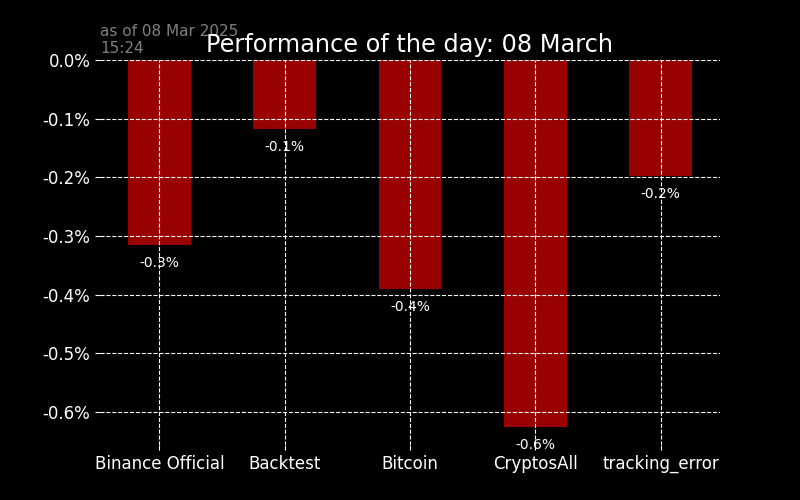 as of 08 Mar 2025
15:24
Performance of the day: 08 March
0.0%
-0.1%
-0.2%
-0.3%
-0.4%
-0.5%
-0.6%
-0.3%
-0.1%
-0.4%
-0.6%
-0.2%
Binance Official
Backtest
Bitcoin
CryptosAll
tracking_error